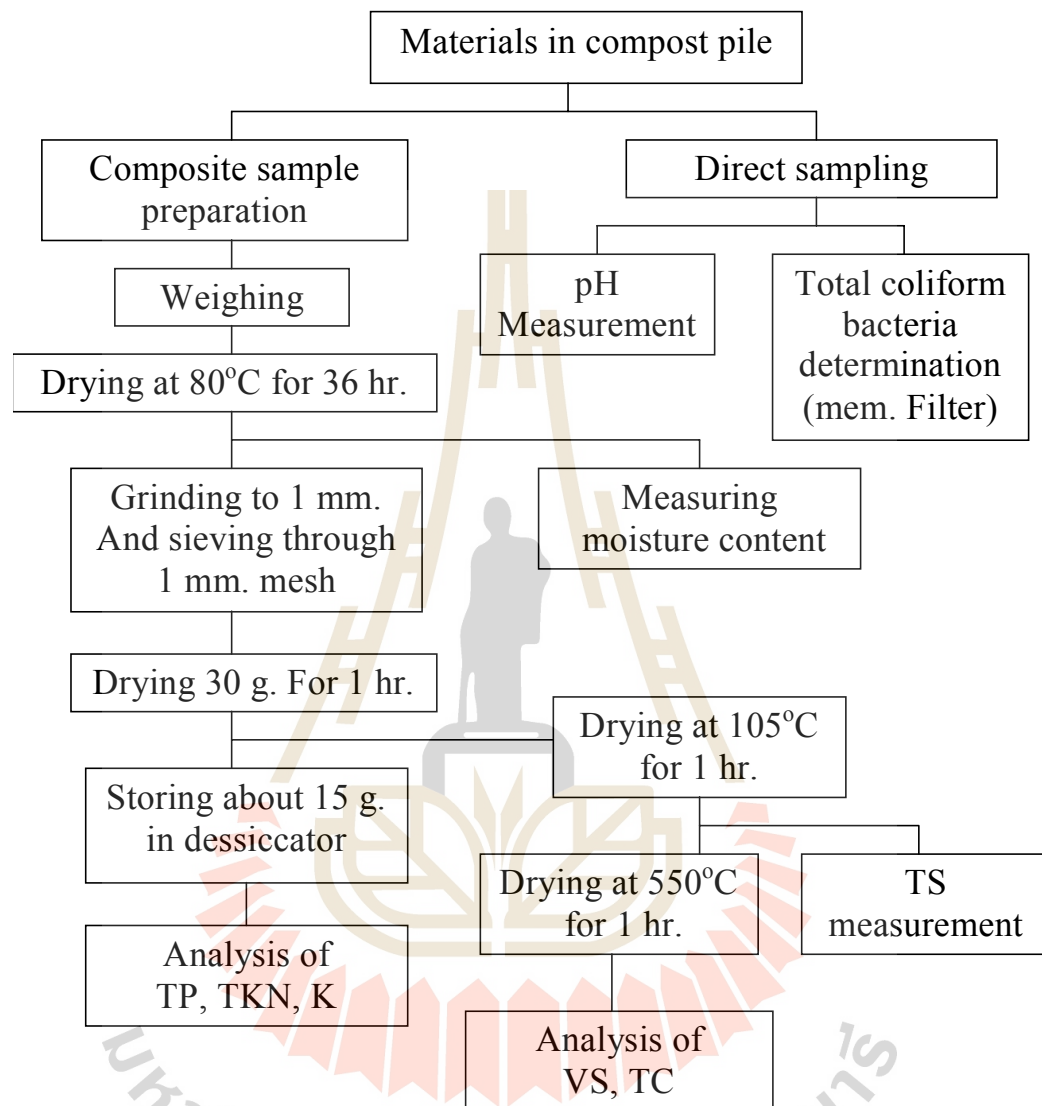 Materials in compost pile
Composite sample
preparation
Direct sampling
Weighing
pH
Measurement
Total coliform
bacteria
determination
(mem. Filter)
Drying at 80°C for 36 hr.
Grinding to 1 mm.
And sieving through
1 mm. mesh
Measuring
moisture content
Drying 30 g. For 1 hr.
Drying at 105°C
for 1 hr.
Storing about 15 g.
in dessiccator
Drying at 550°C
for 1 hr.
TS
measurement
Analysis of
TP, TKN, K
Analysis of
VS, TC